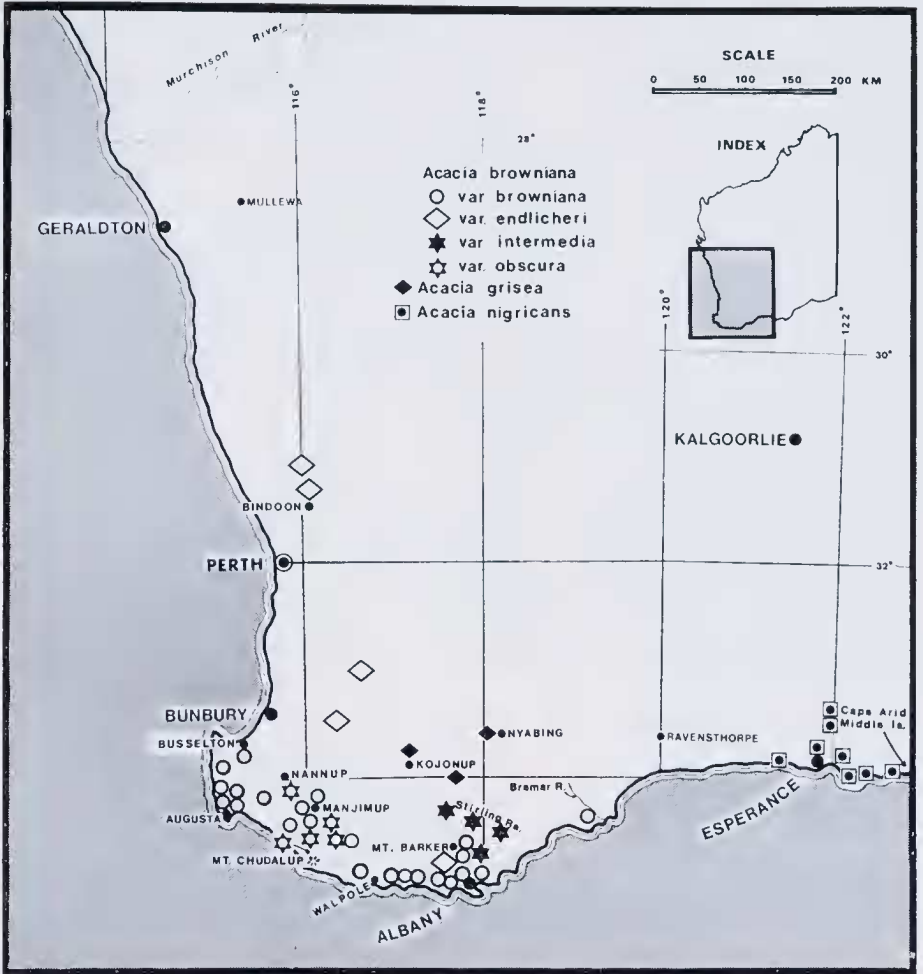 Murchison River
SCALE
0 50 100 150 200 KM
116°
118°
28°
INDEX
Acacia browniana
var browniana
var. endlicheri
var intermedia
var. obscura
Acacia grisea
Acacia nigricans
MULLEWA
GERALDTON
120°
122°
30°
KALGOORLIE
BINDOON
PERTH
32°
BUNBURY
BUSSELTON
NYABING
RAVENSTHORPE
Cape Arid
Middle Is.
KOJONUP
NANNUP
Bremer R.
MANJIMUP
Stirling Ra.
AUGUSTA
ESPERANCE
MT. BARKER
MT. CHUDALUP
WALPOLE
ALBANY